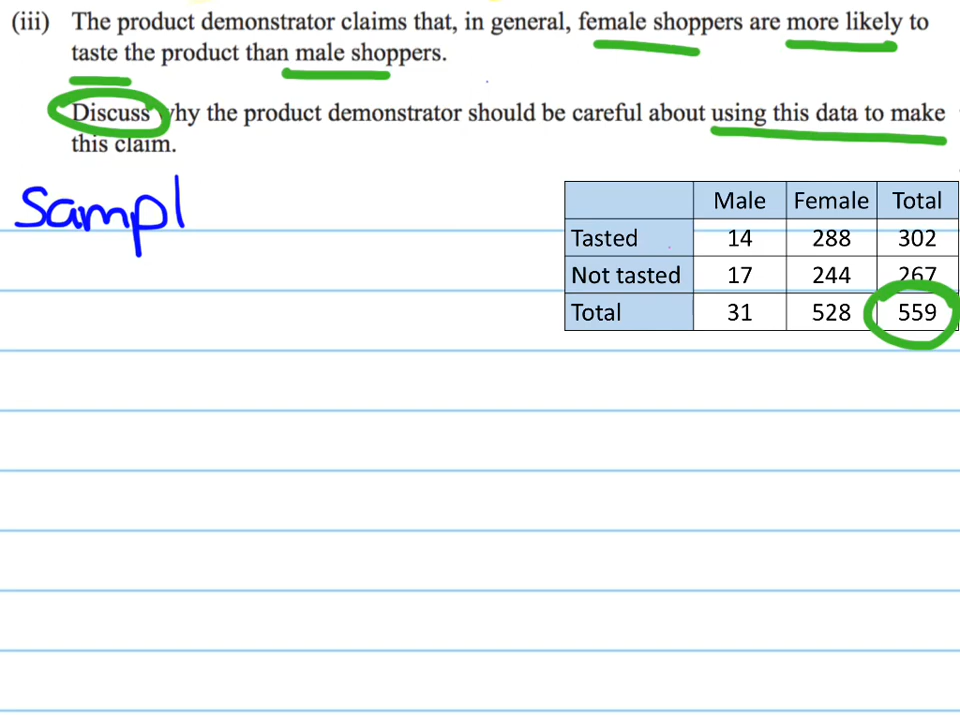 (iii) The product demonstrator claims that, in general, female shoppers are more likely to
taste the product than male shoppers.
Discuss why the product demonstrator should be careful about using this data to make
this claim.
Sampl
Male Female Total
Tasted 14 288 302
Not tasted 17 244 267
Total 31 528 559